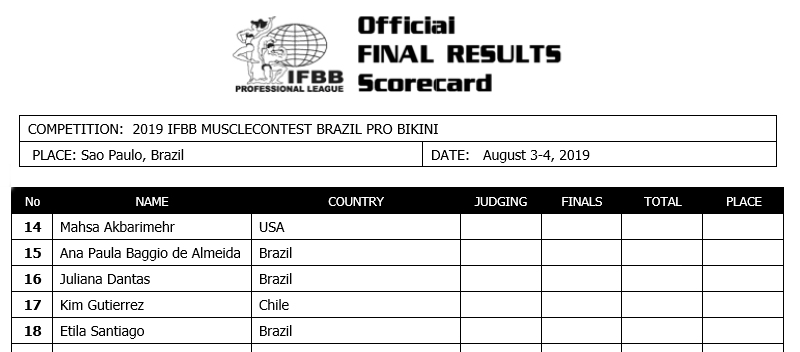 Official
FINAL RESULTS
Scorecard
IFBB
PROFESSIONAL LEAGUE
COMPETITION: 2019 IFBB MUSCLECONTEST BRAZIL PRO BIKINI
PLACE: Sao Paulo, Brazil DATE: August 3-4, 2019
No NAME COUNTRY JUDGING FINALS TOTAL PLACE
14 Mahsa Akbarimehr USA
15 Ana Paula Baggio de Almeida Brazil
16 Juliana Dantas Brazil
17 Kim Gutierrez Chile
18 Etila Santiago Brazil